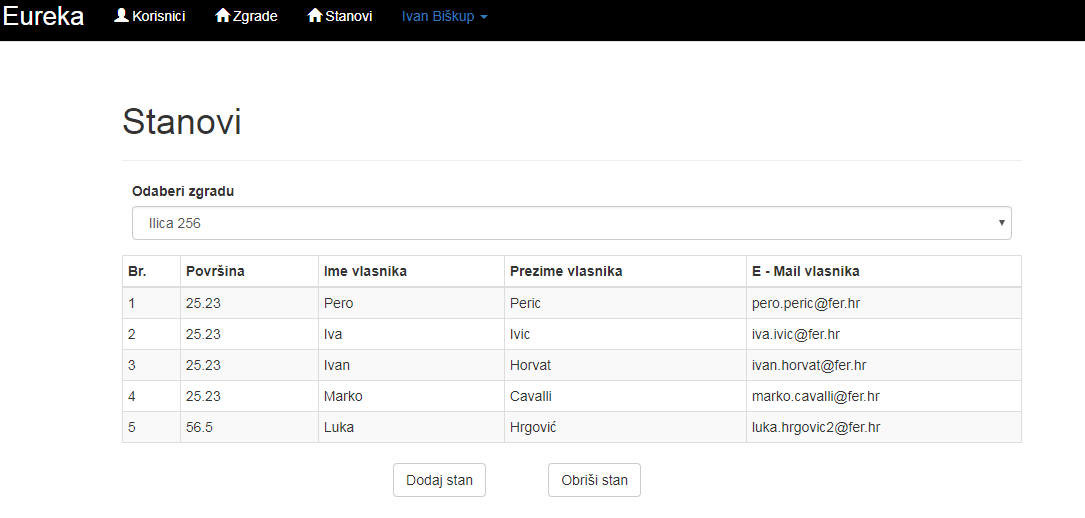 Eureka Korisnici Zgrade Stanovi Ivan Biškup
Stanovi
Odaberi zgradu
Ilica 256
Br. Površina Ime vlasnika Prezime vlasnika E - Mail vlasnika
1 25.23 Pero Peric pero.peric@fer.hr
2 25.23 Iva Ivic iva.ivic@fer.hr
3 25.23 Ivan Horvat ivan.horvat@fer.hr
4 25.23 Marko Cavalli marko.cavalli@fer.hr
5 56.5 Luka Hrgović luka.hrgovic2@fer.hr
Dodaj stan Obriši stan